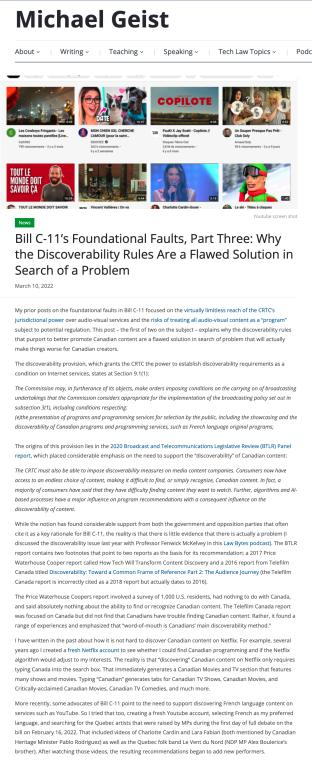 Michael Geist
About Writing Teaching Speaking Tech Law Topics Podc
COPILOTE
DATE
Les Cowboys Fringants - Les
MON CHIEN (SE) CHERCHE
L'AMOUR
Fouki X Jay Scøtt - Copilote //
Un Souper Presque Pas Prêt -
TOUT LE
MONDE DOIT
SAVOIR ÇA
TOUT LE MONDE DOIT SAVOIR
Vincent Vallières - On va
Charlotte Cardin -
Le ski - Têtes à claques
Youtube screen shot
News
Bill C-11's Foundational Faults, Part Three: Why
the Discoverability Rules Are a Flawed Solution in
Search of a Problem
March 10, 2022
My prior posts on the foundational faults in Bill C-11 focused on the virtually limitless reach of the CRTC's
jurisdictional power over audio-visual services and the risks of treating all audio-visual content as a "program"
subject to potential regulation. This post – the first of two on the subject – explains why the discoverability rules
that purport to better promote Canadian content are a flawed solution in search of problem that will actually
make things worse for Canadian creators.
The discoverability provision, which grants the CRTC the power to establish discoverability requirements as a
condition on Internet services, states at Section 9.1(1):
The Commission may, in furtherance of its objects, make orders imposing conditions on the carrying on of broadcasting
undertakings that the Commission considers appropriate for the implementation of the broadcasting policy set out in
subsection 3(1), including conditions respecting:
(e)the presentation of programs and programming services for selection by the public, including the showcasing and the
discoverability of Canadian programs and programming services, such as French language original programs;
The origins of this provision lies in the 2020 Broadcast and Telecommunications Legislative Review (BTLR) Panel
report, which placed considerable emphasis on the need to support the "discoverability" of Canadian content:
The CRTC must also be able to impose discoverability measures on media content companies. Consumers now have
access to an endless choice of content, making it difficult to find, or simply recognize, Canadian content. In fact, a
majority of consumers have said that they have difficulty finding content they want to watch. Further, algorithms and AI-
based processes have a major influence on program recommendations with a consequent influence on the
discoverability of content.
While the notion has found considerable support from both the government and opposition parties that often
cite it as a key rationale for Bill C-11, the reality is that there is little evidence that there is actually a problem (I
discussed the discoverability issue last year with Professor Fenwick McKelvey in this Law Bytes podcast). The BTLR
report contains two footnotes that point to two reports as the basis for its recommendation: a 2017 Price
Waterhouse Cooper report called How Tech Will Transform Content Discovery and a 2016 report from Telefilm
Canada titled Discoverability: Toward a Common Frame of Reference Part 2: The Audience Journey (the Telefilm
Canada report is incorrectly cited as a 2018 report but actually dates to 2016).
The Price Waterhouse Coopers report involved a survey of 1,000 U.S. residents, had nothing to do with Canada,
and said absolutely nothing about the ability to find or recognize Canadian content. The Telefilm Canada report
was focused on Canada but did not find that Canadians have trouble finding Canadian content. Rather, it found a
range of experiences and emphasized that "word-of-mouth is Canadians' main discoverability method."
I have written in the past about how it is not hard to discover Canadian content on Netflix. For example, several
years ago I created a fresh Netflix account to see whether I could find Canadian programming and if the Netflix
algorithm would adjust to my interests. The reality is that "discovering" Canadian content on Netflix only requires
typing Canada into the search box. That immediately generates a Canadian Movies and TV section that features
many shows and movies. Typing "Canadian" generates tabs for Canadian TV Shows, Canadian Movies, and
Critically-acclaimed Canadian Movies, Canadian TV Comedies, and much more.
More recently, some advocates of Bill C-11 point to the need to support discovering French language content on
services such as YouTube. So I tried that too, creating a fresh Youtube account, selecting French as my preferred
language, and searching for the Quebec artists that were raised by MPs during the first day of full debate on the
bill on February 16, 2022. That included videos of Charlotte Cardin and Lara Fabian (both mentioned by Canadian
Heritage Minister Pablo Rodriguez) as well as the Quebec folk band Le Vent du Nord (NDP MP Alex Boulerice's
brother). After watching those videos, the resulting recommendations began to add new performers.